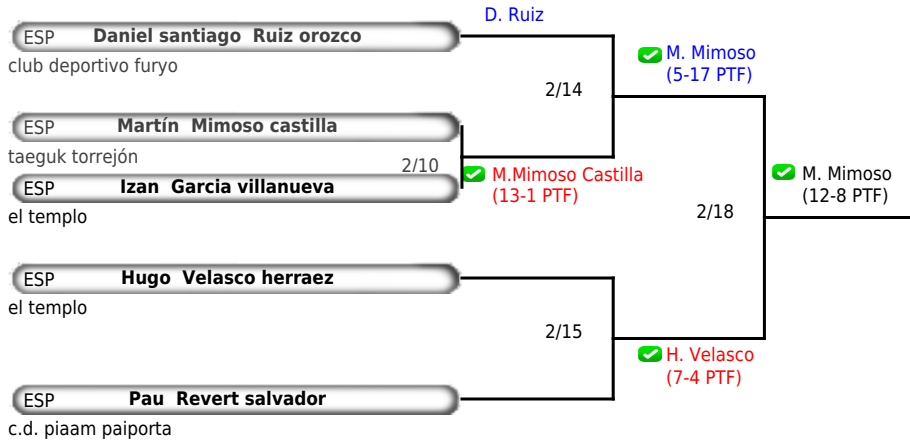 D. Ruiz
ESP Daniel santiago Ruiz orozco
club deportivo furyo
M. Mimoso
(5-17 PTF)
2/14
ESP Martín Mimoso castilla
taeguk torrejón
2/10
M.Mimoso Castilla
(13-1 PTF)
ESP Izan Garcia villanueva
el templo
M. Mimoso
(12-8 PTF)
2/18
ESP Hugo Velasco herraez
el templo
2/15
H. Velasco
(7-4 PTF)
ESP Pau Revert salvador
c.d. piaam paiporta